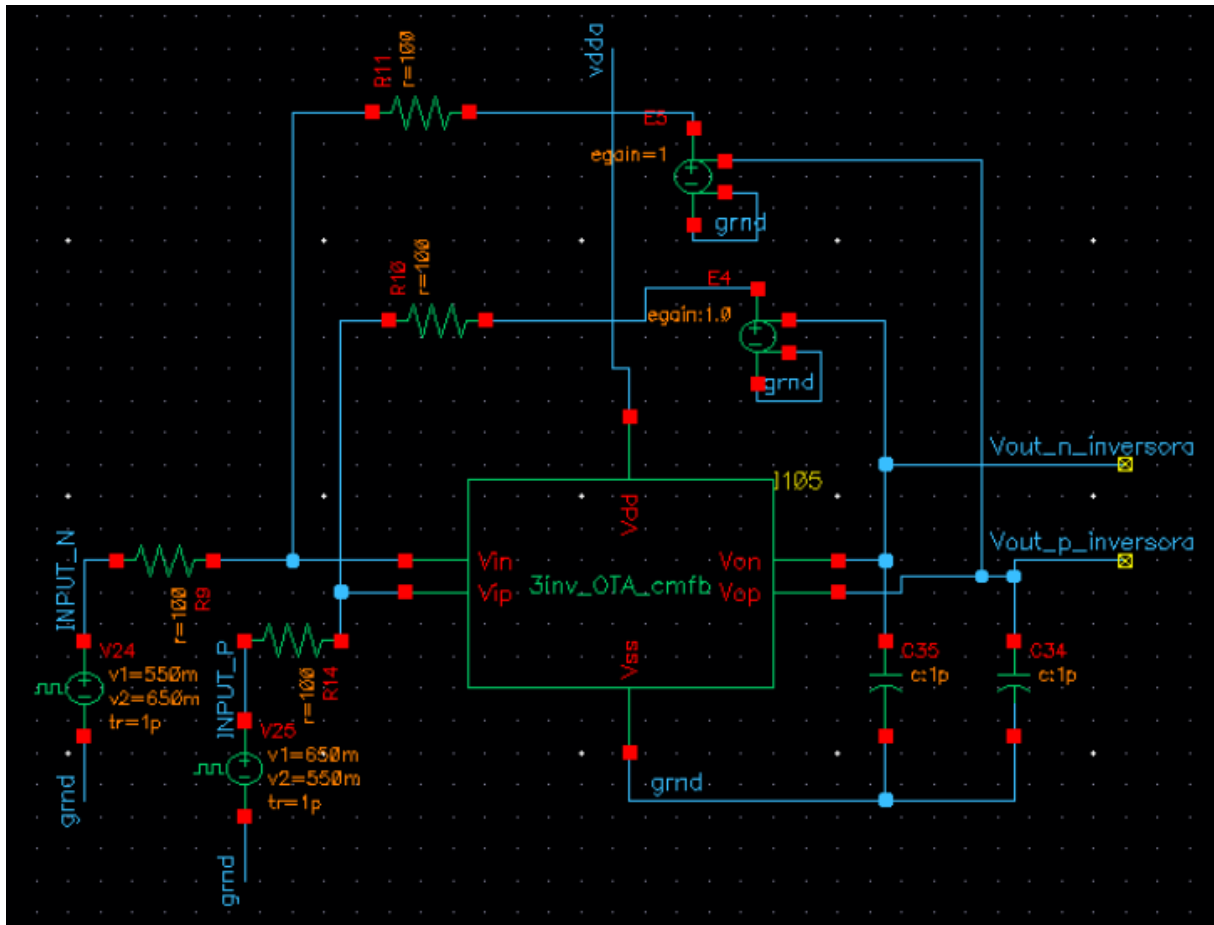 vdda
R11
r=100
E3
egain=1
grnd
R10
r=100
E4
egain:1.0
grnd
Vout_n_inversora
I105
Vdd
INPUT_N
Vout_p_inversora
Vin
Von
3inv_OTA_cmfb
Vip
Vop
r=100
R9
INPUT_P
V24
v1=550m
v2=650m
tr=1p
r=100
R14
Vss
C35
c:1p
C34
c:1p
V25
v1=650m
v2=550m
tr=1p
grnd
grnd
grnd